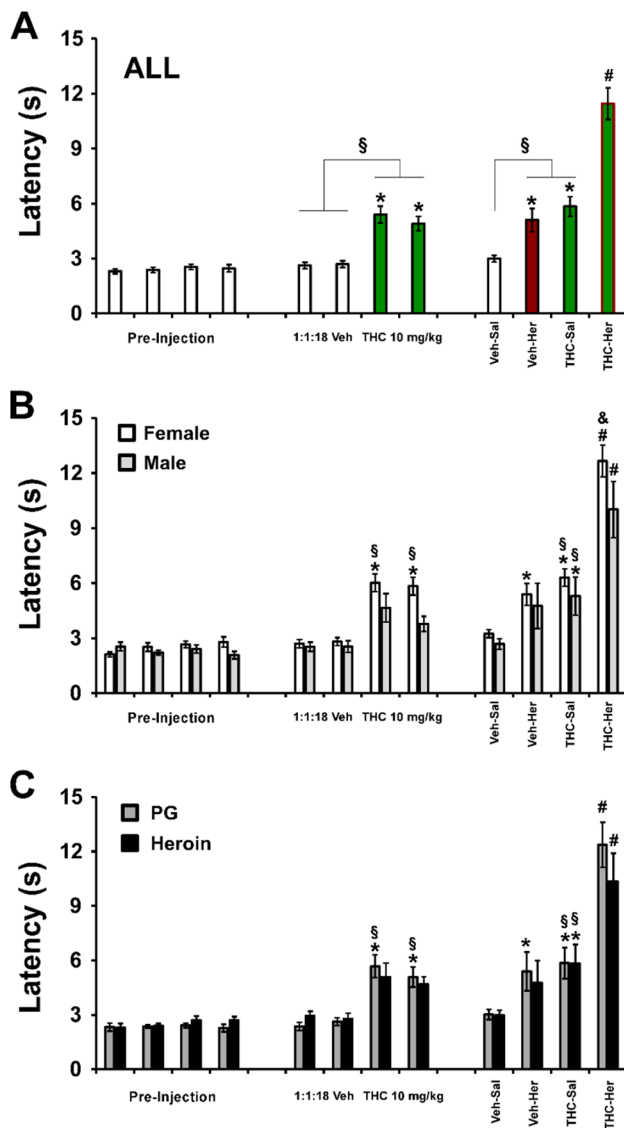 A
ALL
Latency (s)
15
12
9
6
3
0
§
*
*
§
*
*
#
Pre-Injection
1:1:18 Veh
THC 10 mg/kg
Veh-Sal
Veh-Her
THC-Sal
THC-Her
B
Female
Male
Latency (s)
15
12
9
6
3
0
§
*
§
*
*
§
*
§
*
&
#
#
Pre-Injection
1:1:18 Veh
THC 10 mg/kg
Veh-Sal
Veh-Her
THC-Sal
THC-Her
C
PG
Heroin
Latency (s)
15
12
9
6
3
0
§
*
§
*
*
§
*
§
*
#
#
Pre-Injection
1:1:18 Veh
THC 10 mg/kg
Veh-Sal
Veh-Her
THC-Sal
THC-Her